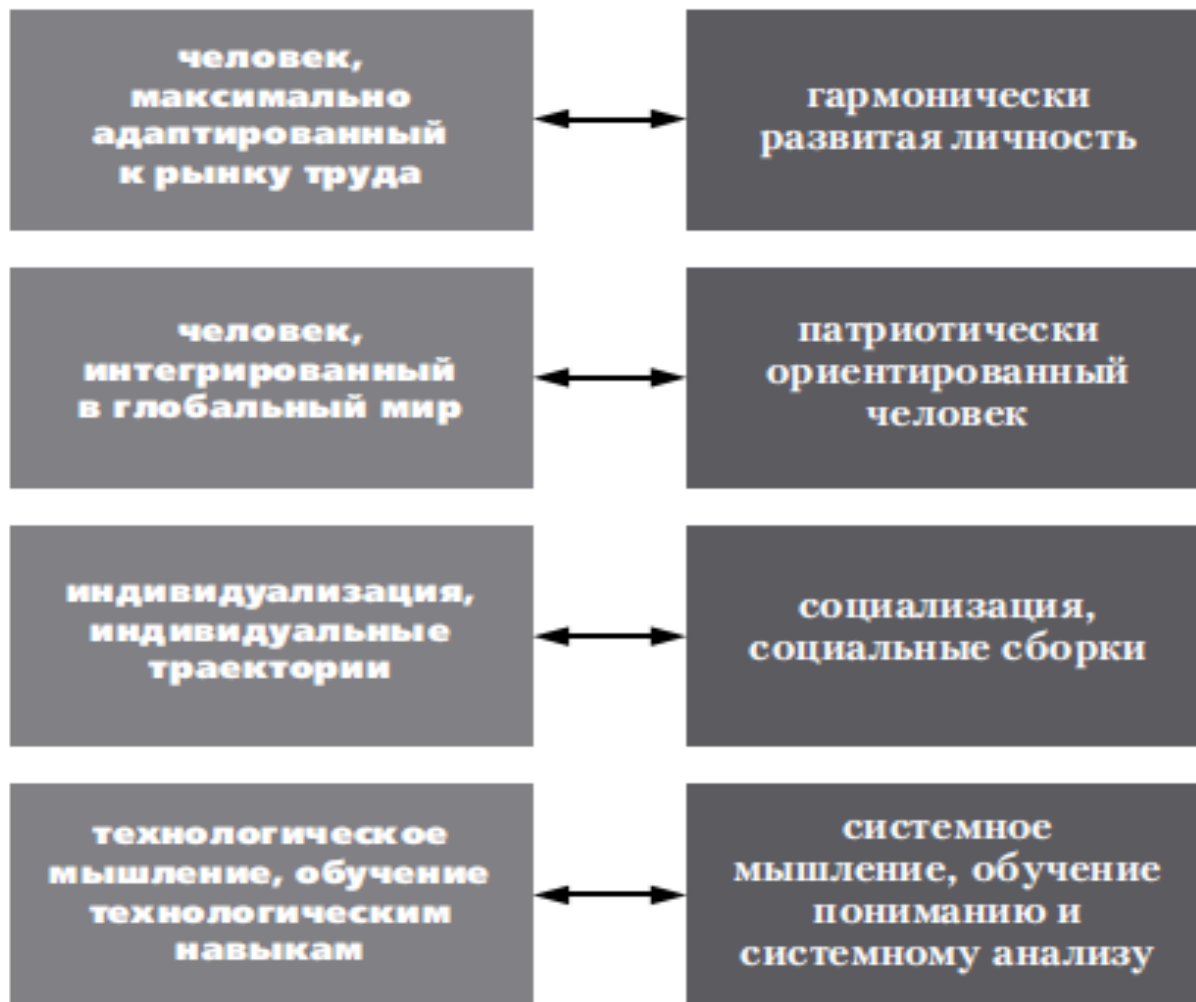 человек,
максимально
адаптированный
к рынку труда
гармонически
развитая личность
человек,
интегрированный
в глобальный мир
патриотически
ориентированный
человек
индивидуализация,
индивидуальные
траектории
социализация,
социальные сборки
технологическое
мышление, обучение
технологическим
навыкам
системное
мышление, обучение
пониманию и
системному анализу